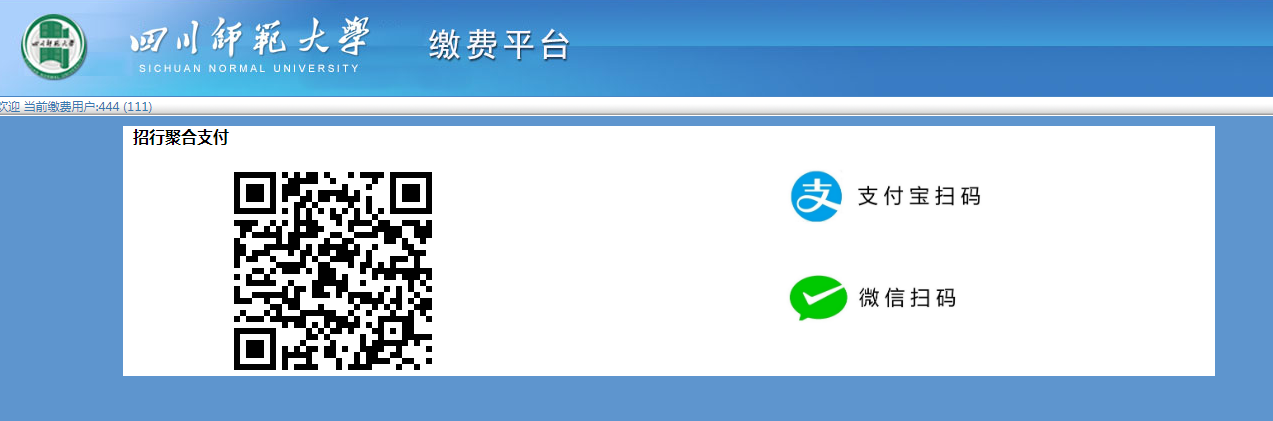 四川師範大學
SICHUAN NORMAL UNIVERSITY
缴费平台
欢迎 当前缴费用户:444 (111)
招行聚合支付
支付宝扫码
微信扫码